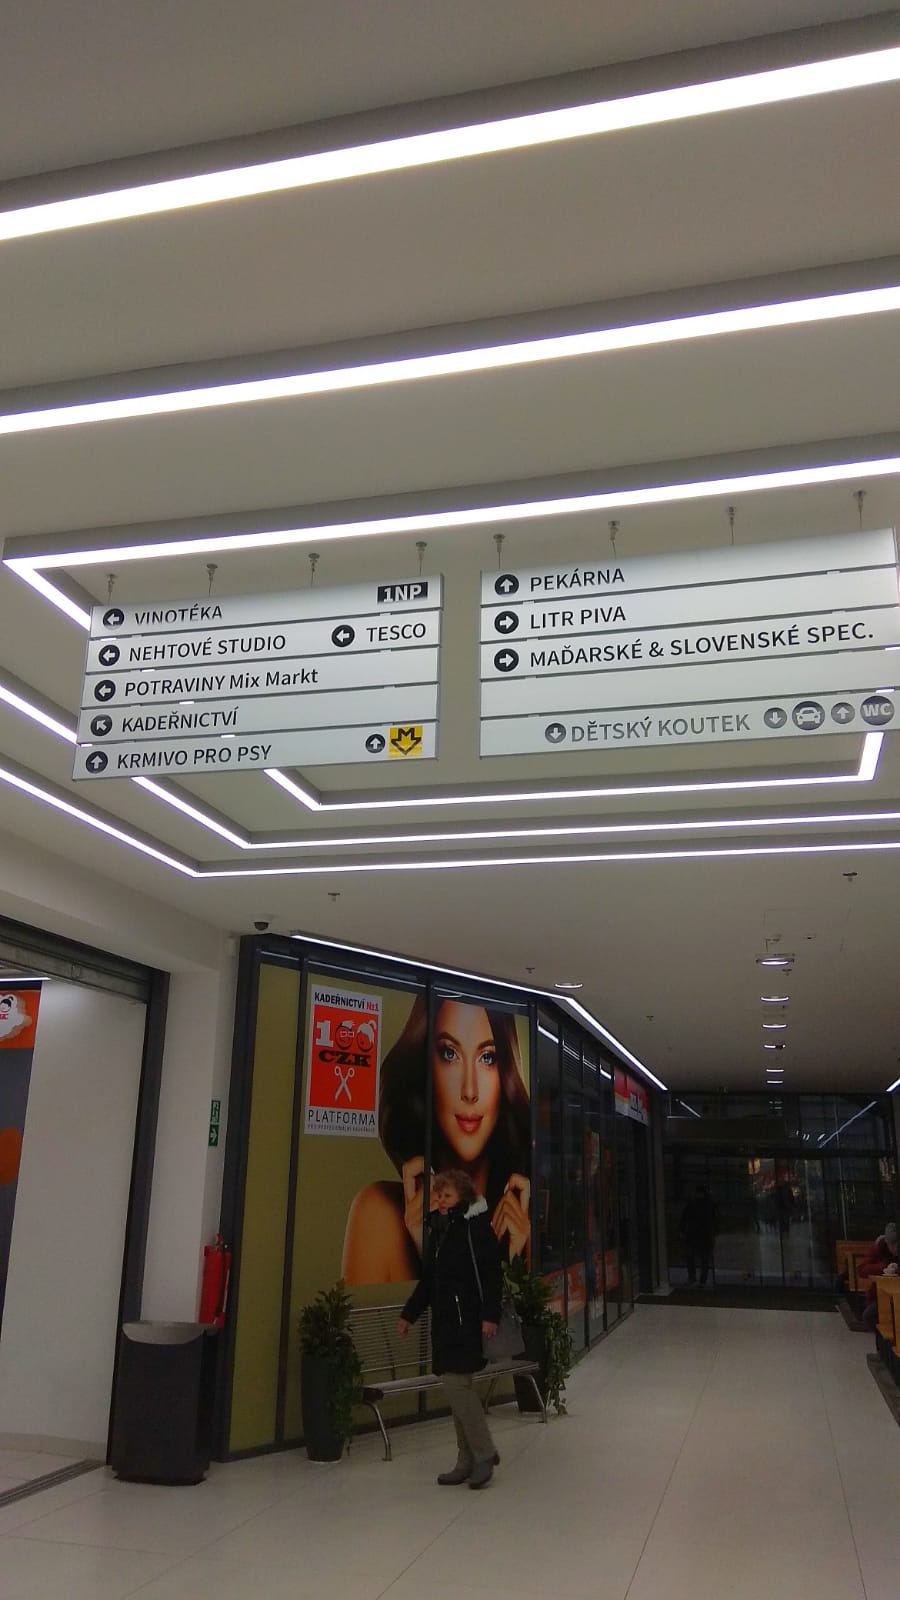 1NP
VINOTÉKA
NEHTOVÉ STUDIO
TESCO
POTRAVINY Mix Markt
KADEŘNICTVÍ
KRMIVO PRO PSY
M
PEKÁRNA
LITR PIVA
MAĎARSKÉ & SLOVENSKÉ SPEC.
DĚTSKÝ KOUTEK
WC
KADEŘNICTVÍ №1
100
CZK
PLATFORMA